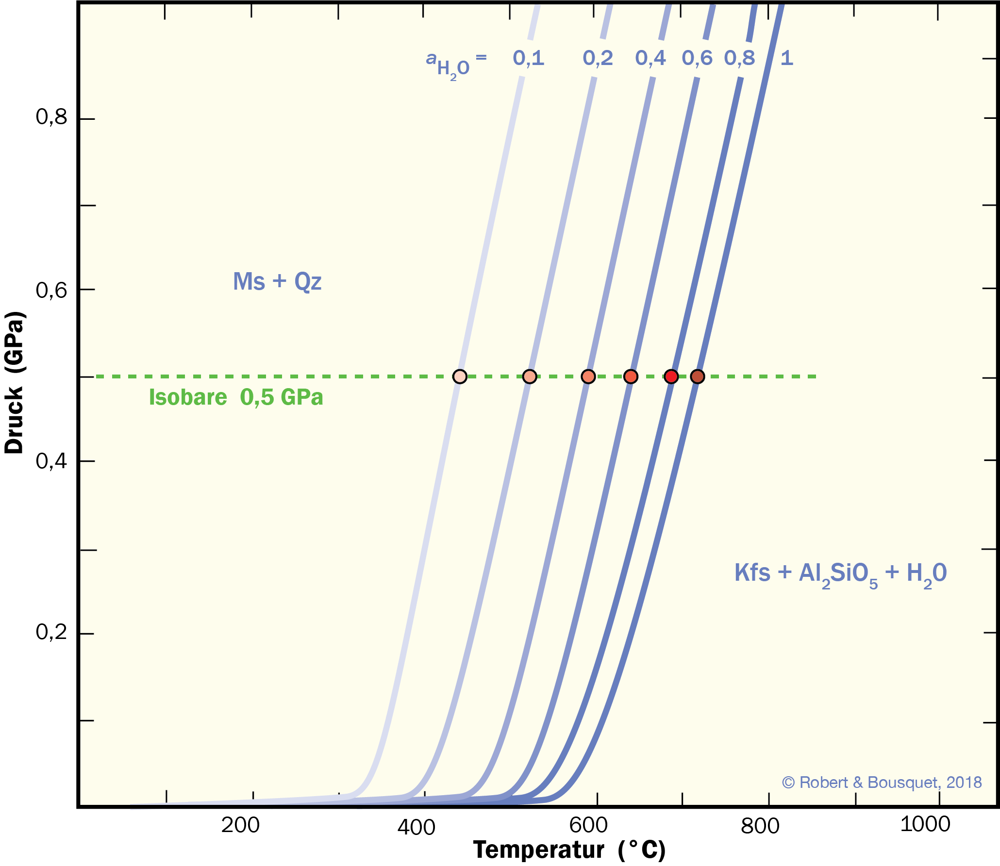 a H₂O = 0,1 0,2 0,4 0,6 0,8 1
0,8
Ms + Qz
0,6
Druck (GPa)
Isobare 0,5 GPa
0,4
Kfs + Al₂SiO₅ + H₂O
0,2
© Robert & Bousquet, 2018
200 400 600 800 1000
Temperatur (°C)